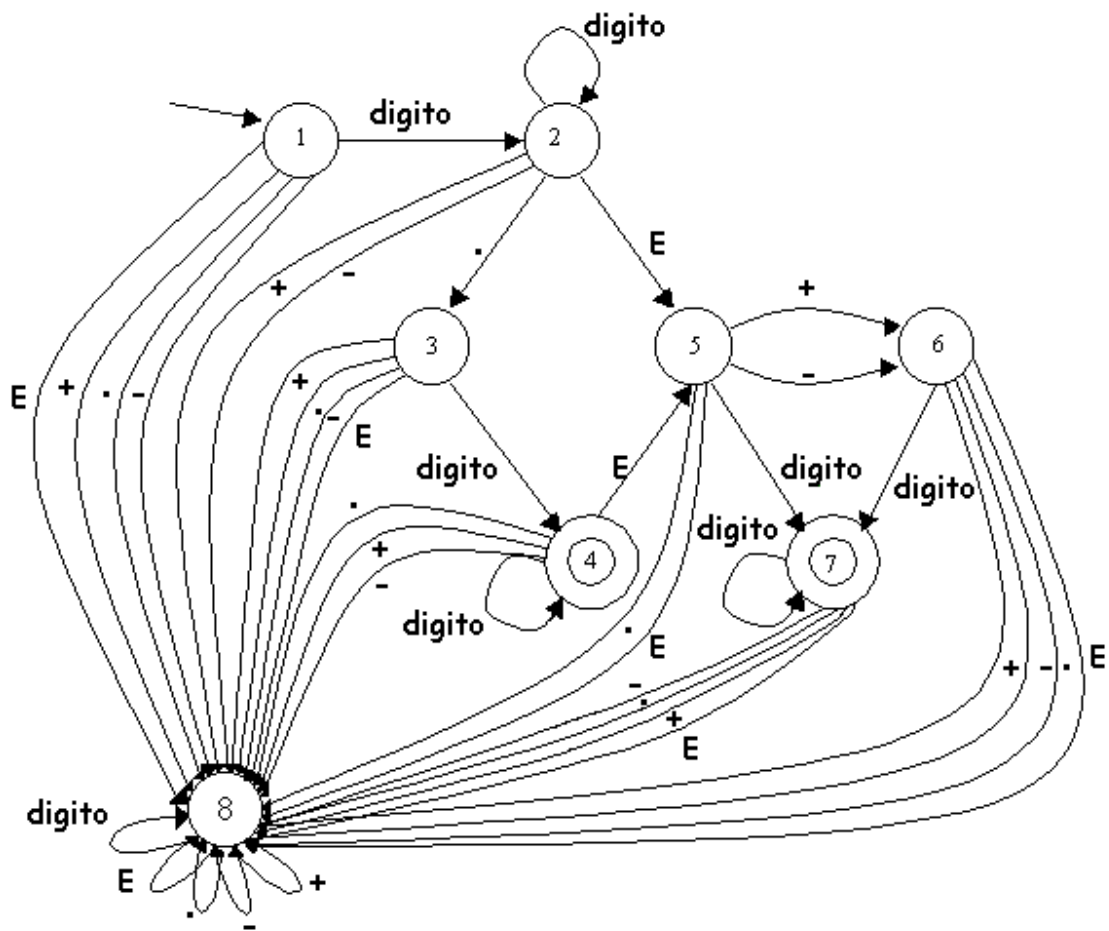 digito
1
digito
2
E
.
+
-
+
3
5
-
6
E
+
.
-
+
.
-
E
digito
E
digito
digito
.
digito
+
4
7
-
digito
.
E
-
.
+
E
+
-
.
E
8
digito
E
.
-
+